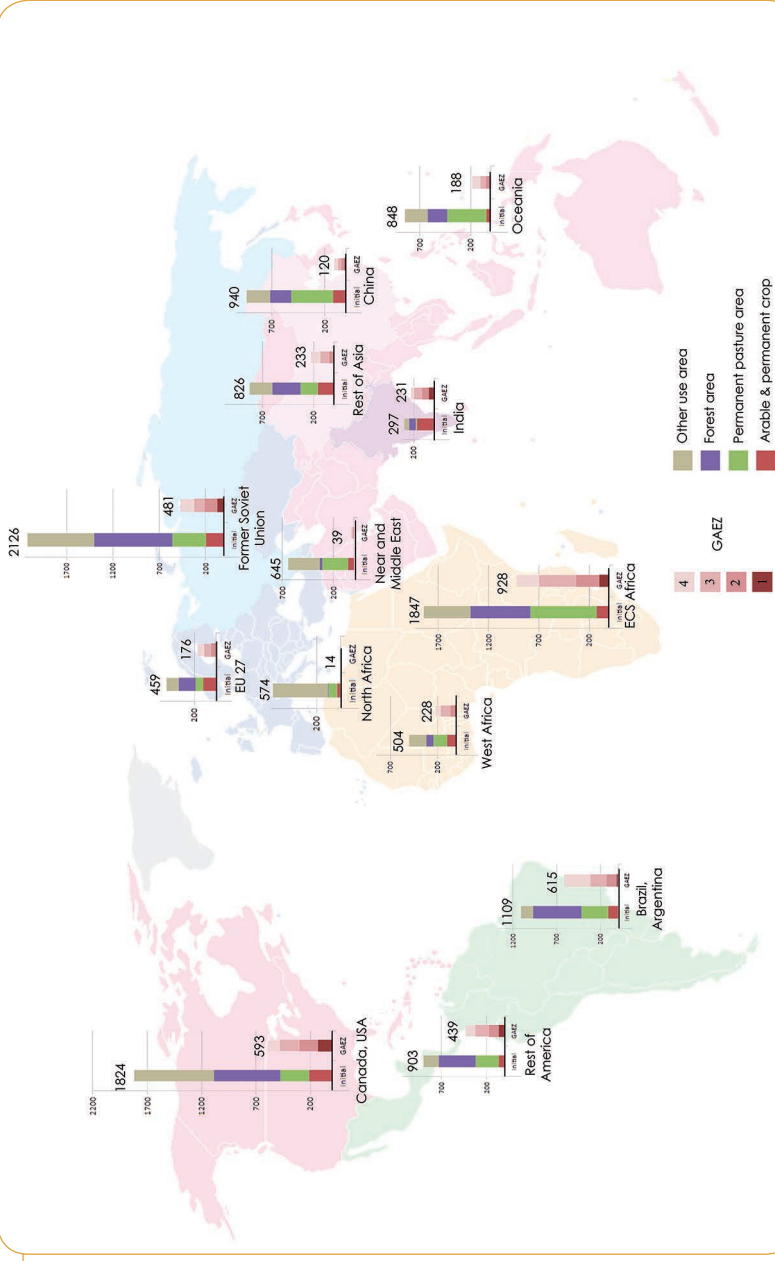 2126
1700
1200
700
200
481
Initial
GAEZ
Former Soviet
Union
940
700
200
120
Initial
GAEZ
China
826
700
200
233
Initial
GAEZ
Rest of Asia
848
700
200
188
Initial
GAEZ
Oceania
297
200
231
Initial
GAEZ
India
645
700
200
39
Initial
GAEZ
Near and
Middle East
459
200
176
Initial
GAEZ
EU 27
574
200
14
Initial
GAEZ
North Africa
504
700
200
228
Initial
GAEZ
West Africa
1847
1700
1200
700
200
928
Initial
GAEZ
ECS Africa
1824
2200
1700
1200
700
200
593
Initial
GAEZ
Canada, USA
903
700
200
439
Initial
GAEZ
Rest of
America
1109
1200
700
200
615
Initial
GAEZ
Brazil,
Argentina
GAEZ
4
3
2
1
Other use area
Forest area
Permanent pasture area
Arable & permanent crop